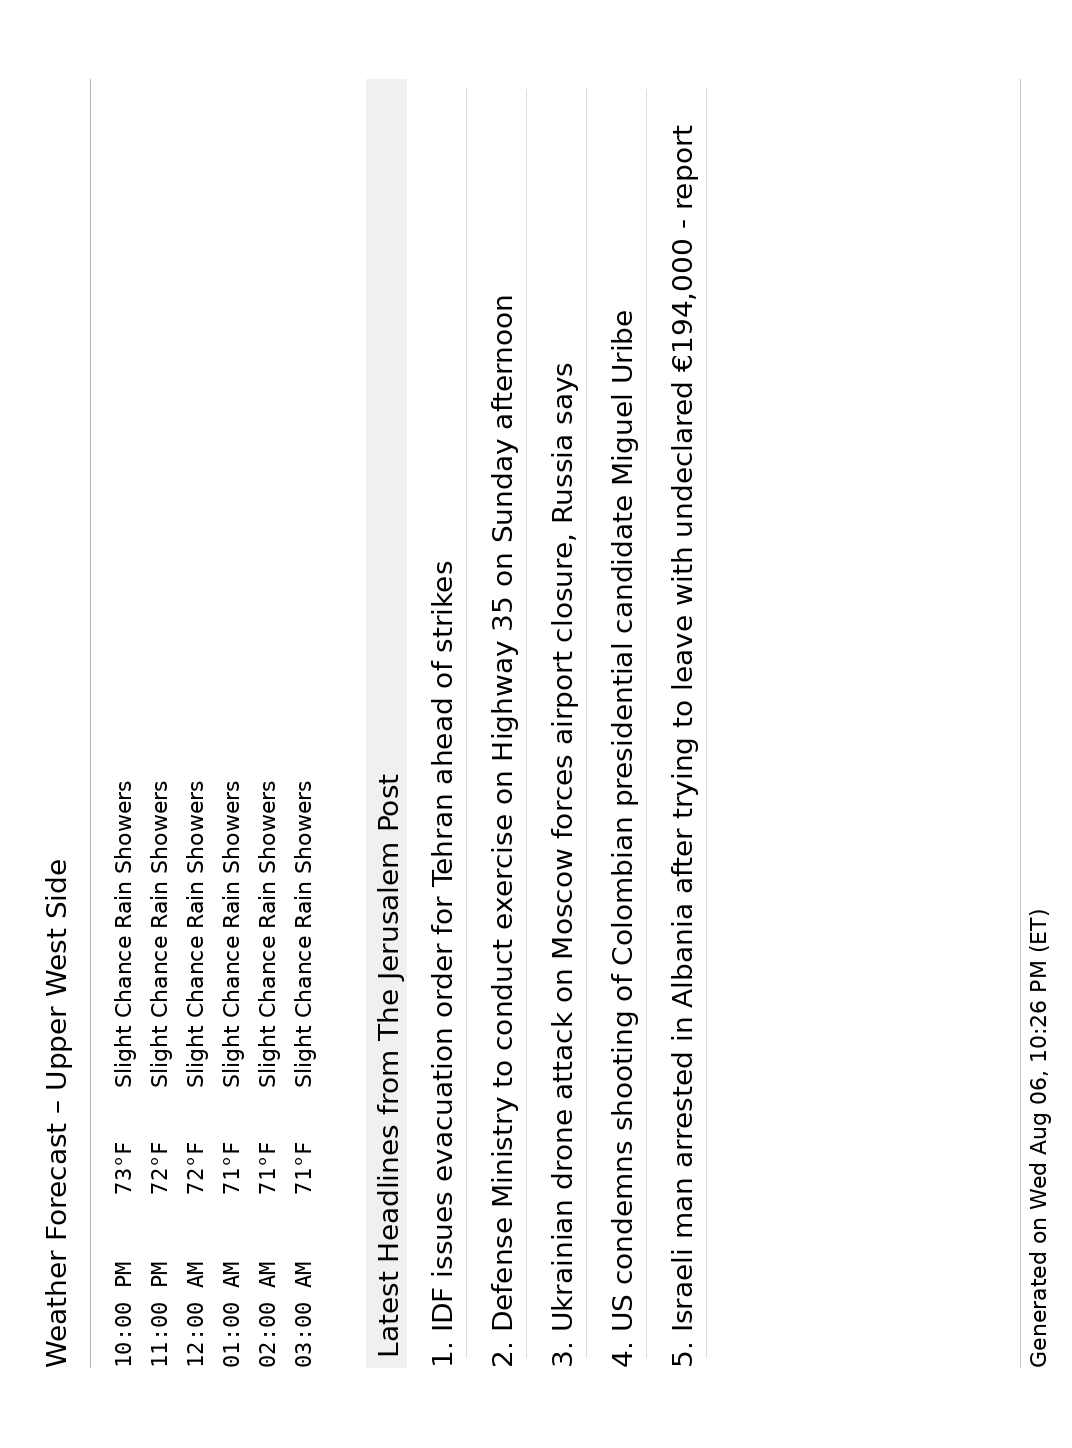 Weather Forecast – Upper West Side
10:00 PM 73°F Slight Chance Rain Showers
11:00 PM 72°F Slight Chance Rain Showers
12:00 AM 72°F Slight Chance Rain Showers
01:00 AM 71°F Slight Chance Rain Showers
02:00 AM 71°F Slight Chance Rain Showers
03:00 AM 71°F Slight Chance Rain Showers
Latest Headlines from The Jerusalem Post
1. IDF issues evacuation order for Tehran ahead of strikes
2. Defense Ministry to conduct exercise on Highway 35 on Sunday afternoon
3. Ukrainian drone attack on Moscow forces airport closure, Russia says
4. US condemns shooting of Colombian presidential candidate Miguel Uribe
5. Israeli man arrested in Albania after trying to leave with undeclared €194,000 - report
Generated on Wed Aug 06, 10:26 PM (ET)